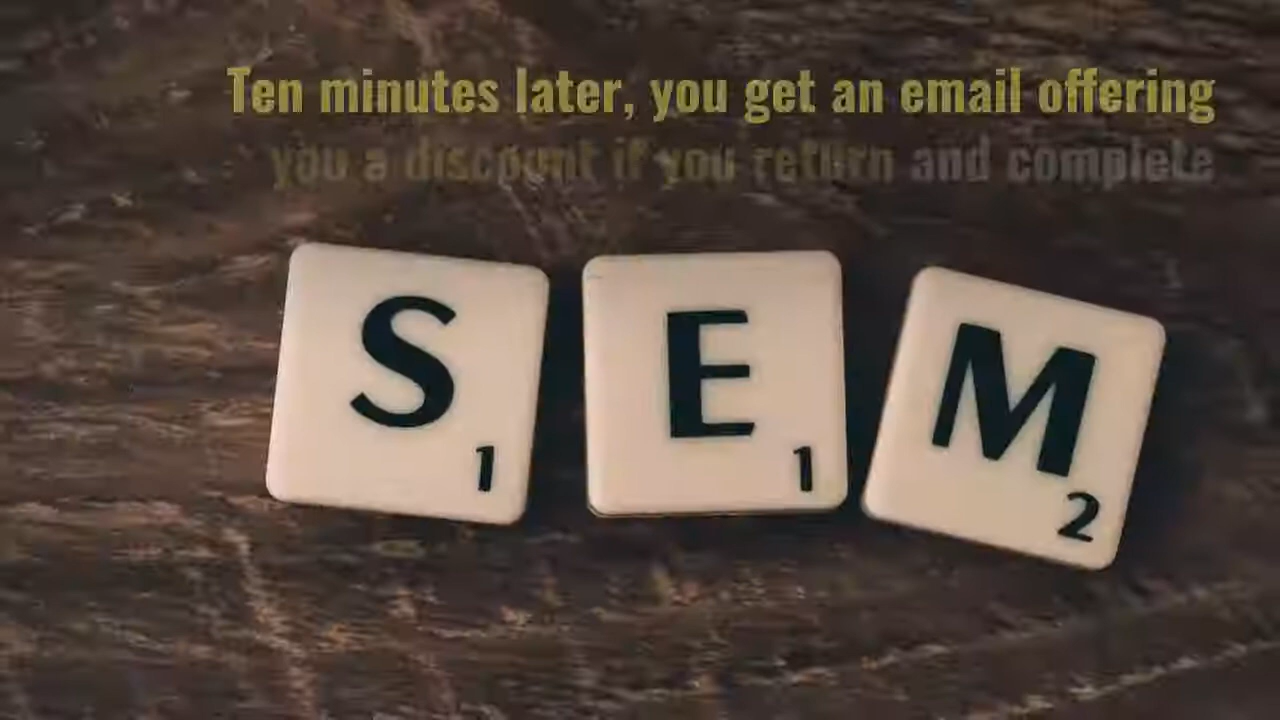 Ten minutes later, you get an email offering
you a discount if you return and complete
S E M
1 1 2